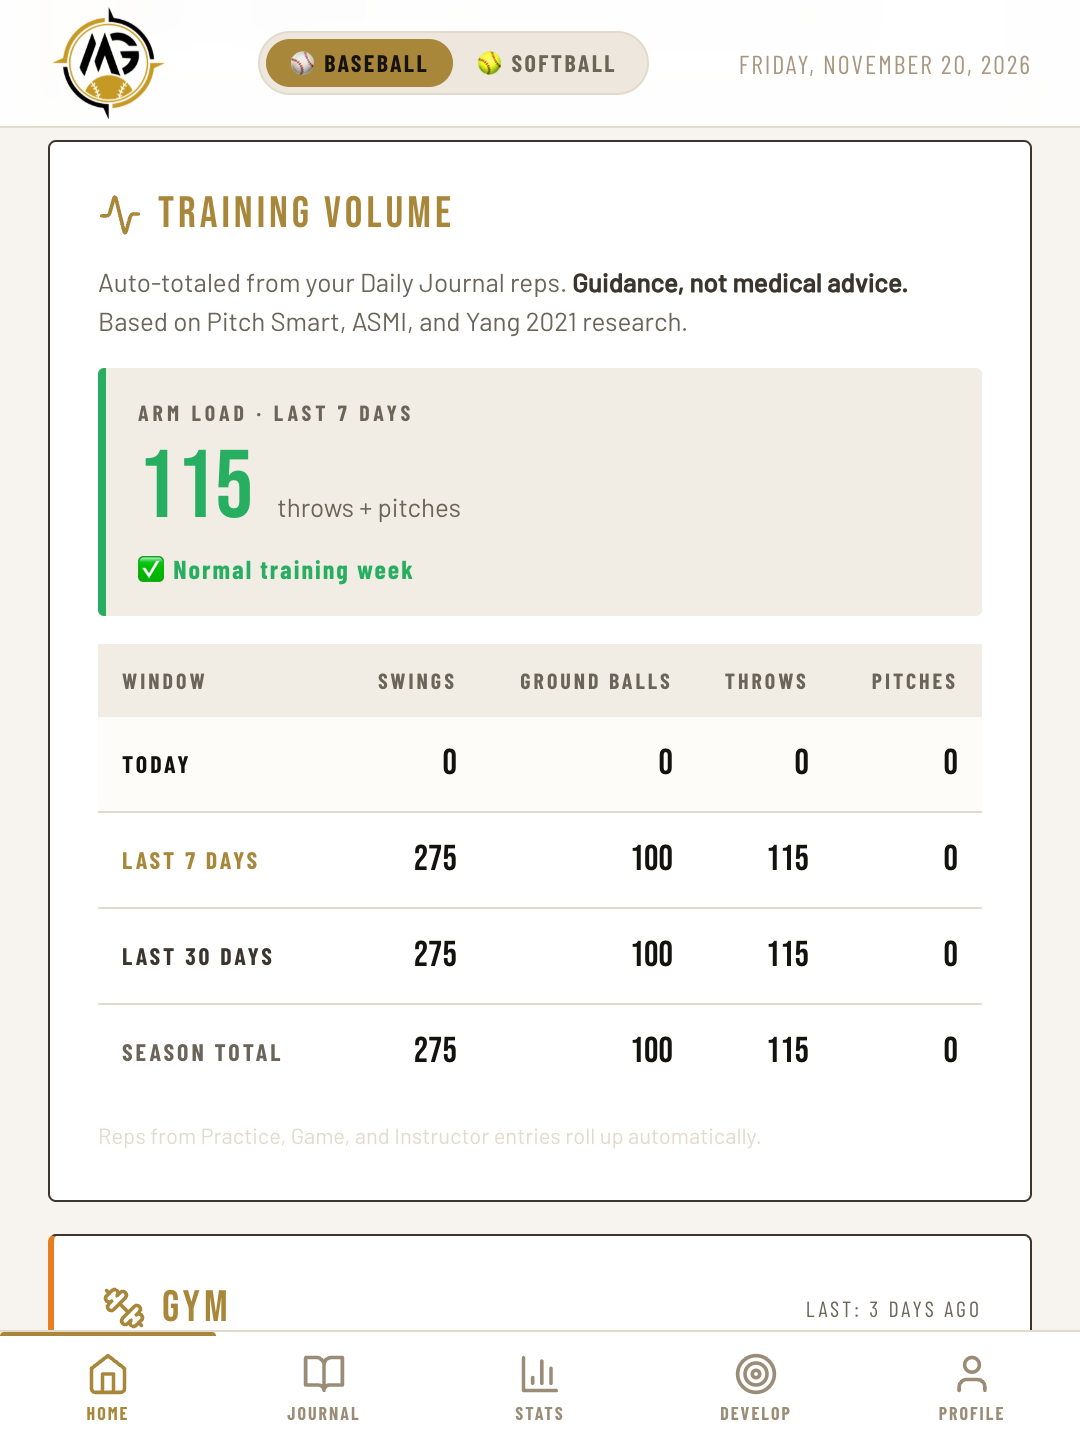 MG
BASEBALL SOFTBALL FRIDAY, NOVEMBER 20, 2026
TRAINING VOLUME
Auto-totaled from your Daily Journal reps. Guidance, not medical advice.
Based on Pitch Smart, ASMI, and Yang 2021 research.
ARM LOAD · LAST 7 DAYS
115 throws + pitches
✅ Normal training week
WINDOW SWINGS GROUND BALLS THROWS PITCHES
TODAY 0 0 0 0
LAST 7 DAYS 275 100 115 0
LAST 30 DAYS 275 100 115 0
SEASON TOTAL 275 100 115 0
Reps from Practice, Game, and Instructor entries roll up automatically.
GYM LAST: 3 DAYS AGO
HOME JOURNAL STATS DEVELOP PROFILE